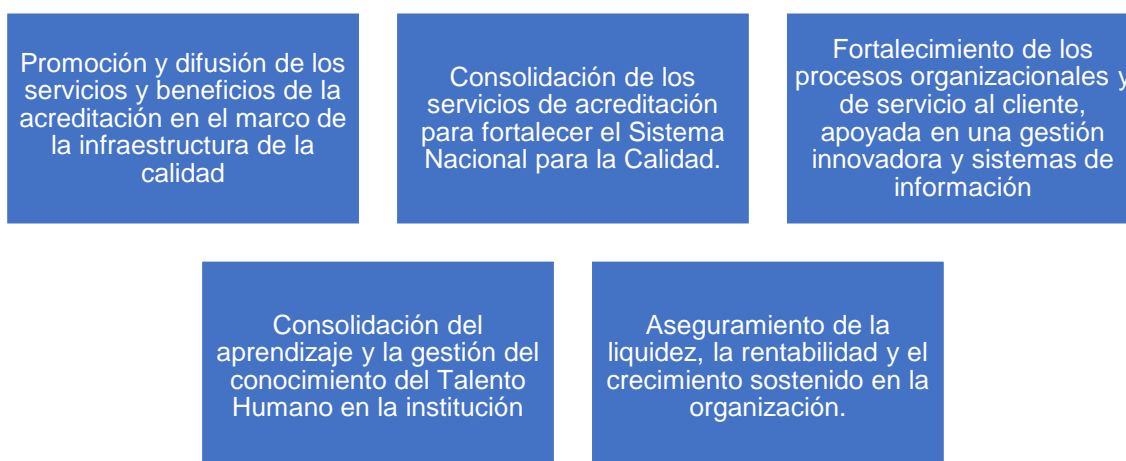 Promoción y difusión de los
servicios y beneficios de la
acreditación en el marco de
la infraestructura de la
calidad
Consolidación de los
servicios de acreditación
para fortalecer el Sistema
Nacional para la Calidad.
Fortalecimiento de los
procesos organizacionales y
de servicio al cliente,
apoyada en una gestión
innovadora y sistemas de
información
Consolidación del
aprendizaje y la gestión del
conocimiento del Talento
Humano en la institución
Aseguramiento de la
liquidez, la rentabilidad y el
crecimiento sostenido en la
organización.